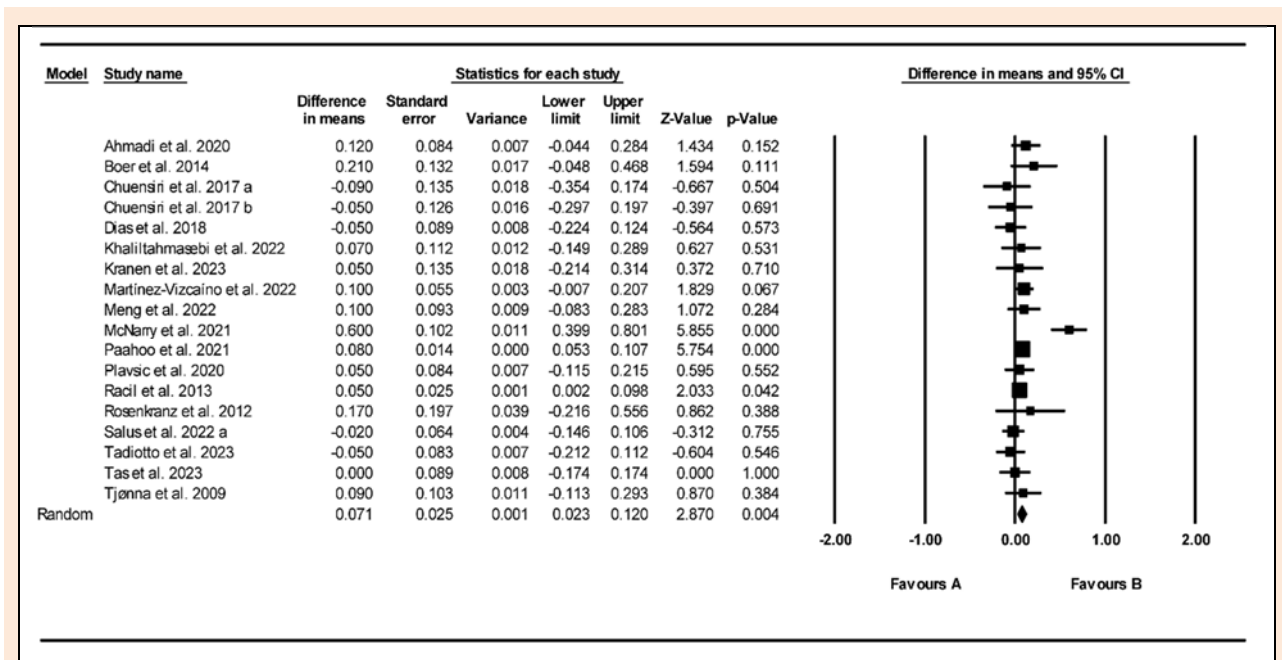 Model Study name Statistics for each study Difference in means and 95% CI
Difference in means Standard error Variance Lower limit Upper limit Z-Value p-Value
Ahmadi et al. 2020 0.120 0.084 0.007 -0.044 0.284 1.434 0.152
Boer et al. 2014 0.210 0.132 0.017 -0.048 0.468 1.594 0.111
Chuensiri et al. 2017 a -0.090 0.135 0.018 -0.354 0.174 -0.667 0.504
Chuensiri et al. 2017 b -0.050 0.126 0.016 -0.297 0.197 -0.397 0.691
Dias et al. 2018 -0.050 0.089 0.008 -0.224 0.124 -0.564 0.573
Khaliltahmasebi et al. 2022 0.070 0.112 0.012 -0.149 0.289 0.627 0.531
Kranen et al. 2023 0.050 0.135 0.018 -0.214 0.314 0.372 0.710
Martínez-Vizcaíno et al. 2022 0.100 0.055 0.003 -0.007 0.207 1.829 0.067
Meng et al. 2022 0.100 0.093 0.009 -0.083 0.283 1.072 0.284
McNarry et al. 2021 0.600 0.102 0.011 0.399 0.801 5.855 0.000
Paahoo et al. 2021 0.080 0.014 0.000 0.053 0.107 5.754 0.000
Plavsic et al. 2020 0.050 0.084 0.007 -0.115 0.215 0.595 0.552
Racil et al. 2013 0.050 0.025 0.001 0.002 0.098 2.033 0.042
Rosenkranz et al. 2012 0.170 0.197 0.039 -0.216 0.556 0.862 0.388
Salus et al. 2022 a -0.020 0.064 0.004 -0.146 0.106 -0.312 0.755
Tadiotto et al. 2023 -0.050 0.083 0.007 -0.212 0.112 -0.604 0.546
Tas et al. 2023 0.000 0.089 0.008 -0.174 0.174 0.000 1.000
Tjønna et al. 2009 0.090 0.103 0.011 -0.113 0.293 0.870 0.384
Random 0.071 0.025 0.001 0.023 0.120 2.870 0.004
-2.00 -1.00 0.00 1.00 2.00
Favours A Favours B